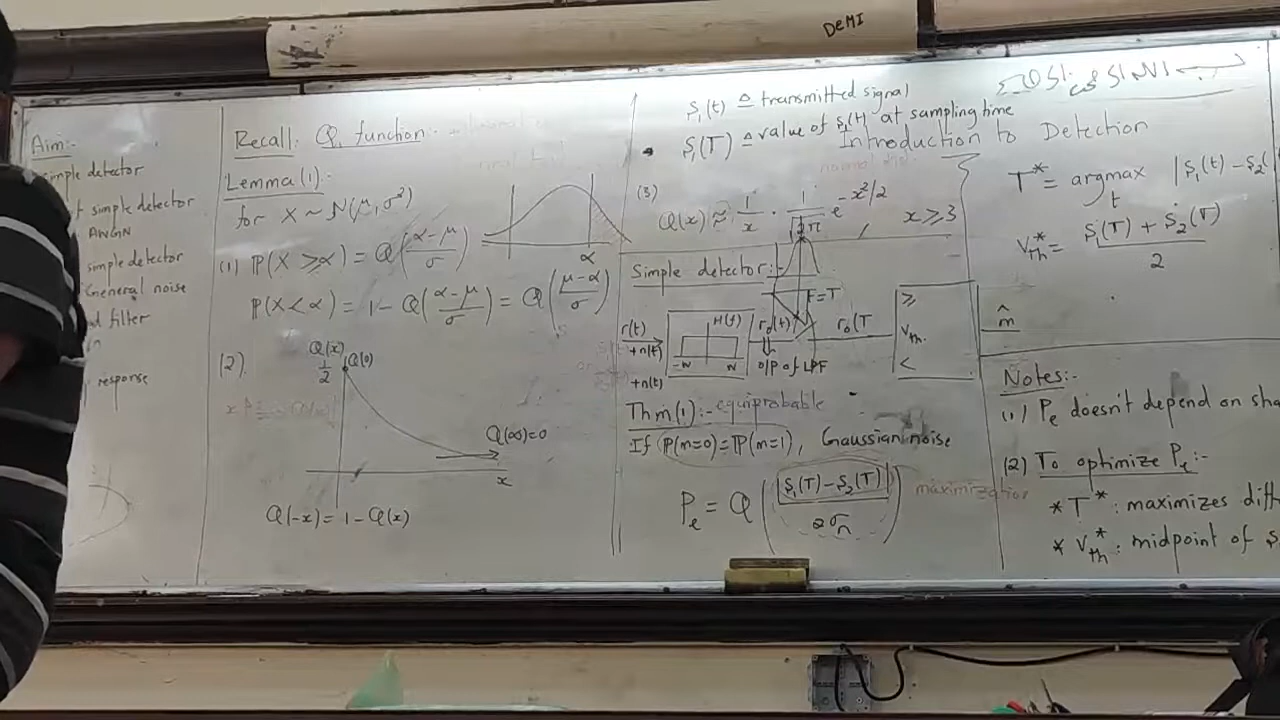 DeMI
Aim:-
simple detector
simple detector
AWGN
simple detector
General noise
filter
response
Recall: Q function.
Lemma(1):
for X ~ N(μ, σ²)
(1) P(X ≥ α) = Q((α-μ)/σ)
P(X < α) = 1 - Q((α-μ)/σ) = Q((μ-α)/σ)
α
(2)
Q(x)
1/2
Q(0)
Q(∞)=0
x
Q(-x) = 1 - Q(x)
s₁(t) ≜ transmitted signal
s₁(T) ≜ value of s₁(t) at sampling time
Introduction to Detection
(3)
Q(x) ≈ 1/x · 1/√2π e^(-x²/2) , x ≥ 3
Simple detector:-
t=T
r(t)
+n(t)
+n(t)
H(f)
-W W
r₀(t)
O/P of LPF
r₀(T
≥
Vth.
<
m̂
Thm(1):- equiprobable
If P(m=0) = P(m=1), Gaussian noise
Pe = Q(|s₁(T) - s₂(T)| / 2σn) maximization
T* = argmax |s₁(t) - s₂(
t
Vth* = (s₁(T) + s₂(T)) / 2
Notes:-
(1) Pe doesn't depend on sha
(2) To optimize Pe:-
* T*: maximizes diff
* Vth*: midpoint of s